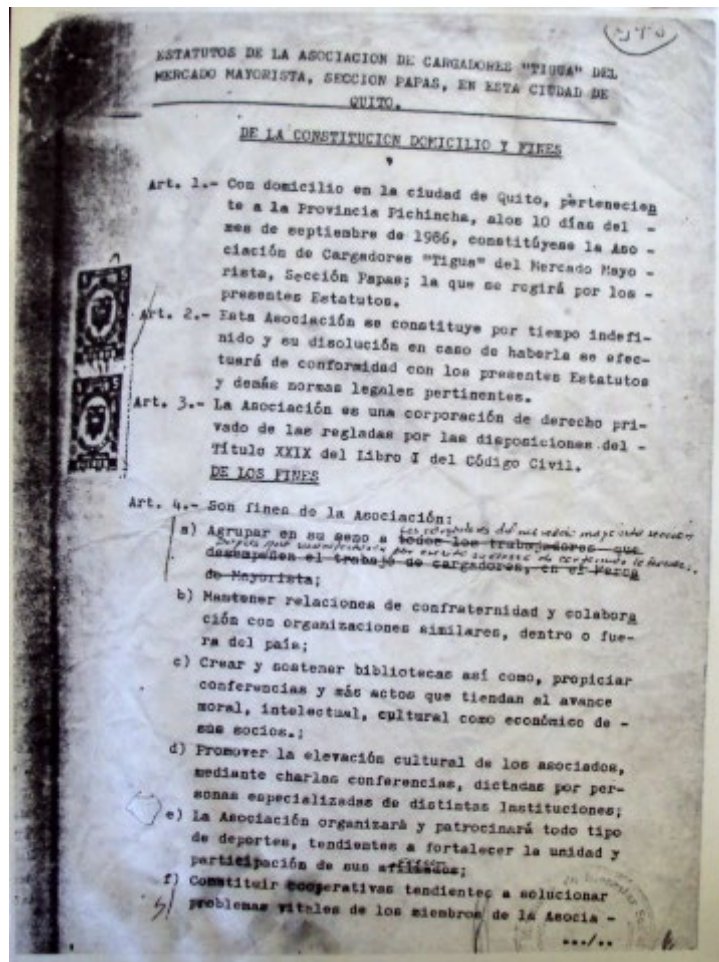 ESTATUTOS DE LA ASOCIACION DE CARGADORES "TIGUA" DEL
MERCADO MAYORISTA, SECCION PAPAS, EN ESTA CIUDAD DE
QUITO.
DE LA CONSTITUCION DOMICILIO Y FINES
Art. 1.- Con domicilio en la ciudad de Quito, pertenecien
te a la Provincia Pichincha, alos 10 días del -
mes de septiembre de 1986, constitúyese la Aso -
ciación de Cargadores "Tigua" del Mercado Mayo -
rista, Sección Papas; la que se regirá por los -
presentes Estatutos.
Art. 2.- Esta Asociación se constituye por tiempo indefi-
nido y su disolución en caso de haberla se efec-
tuará de conformidad con los presentes Estatutos
y demás normas legales pertinentes.
Art. 3.- La Asociación es una corporación de derecho pri-
vado de las regladas por las disposiciones del -
Título XXIX del Libro I del Código Civil.
DE LOS FINES
Art. 4.- Son fines de la Asociación:
a) Agrupar en su seno a todos los trabajadores que
desempeñen el trabajo de cargadores, en el Merca
do Mayorista;
b) Mantener relaciones de confraternidad y colabora
ción con organizaciones similares, dentro o fue-
ra del país;
c) Crear y sostener bibliotecas así como, propiciar
conferencias y más actos que tiendan al avance
moral, intelectual, cultural como económico de -
sus socios.;
d) Promover la elevación cultural de los asociados,
mediante charlas conferencias, dictadas por per-
sonas especializadas de distintas Instituciones;
e) La Asociación organizará y patrocinará todo tipo
de deportes, tendientes a fortalecer la unidad y
participación de sus afiliados;
f) Constituir cooperativas tendientes a solucionar
problemas vitales de los miembros de la Asocia -
.../..